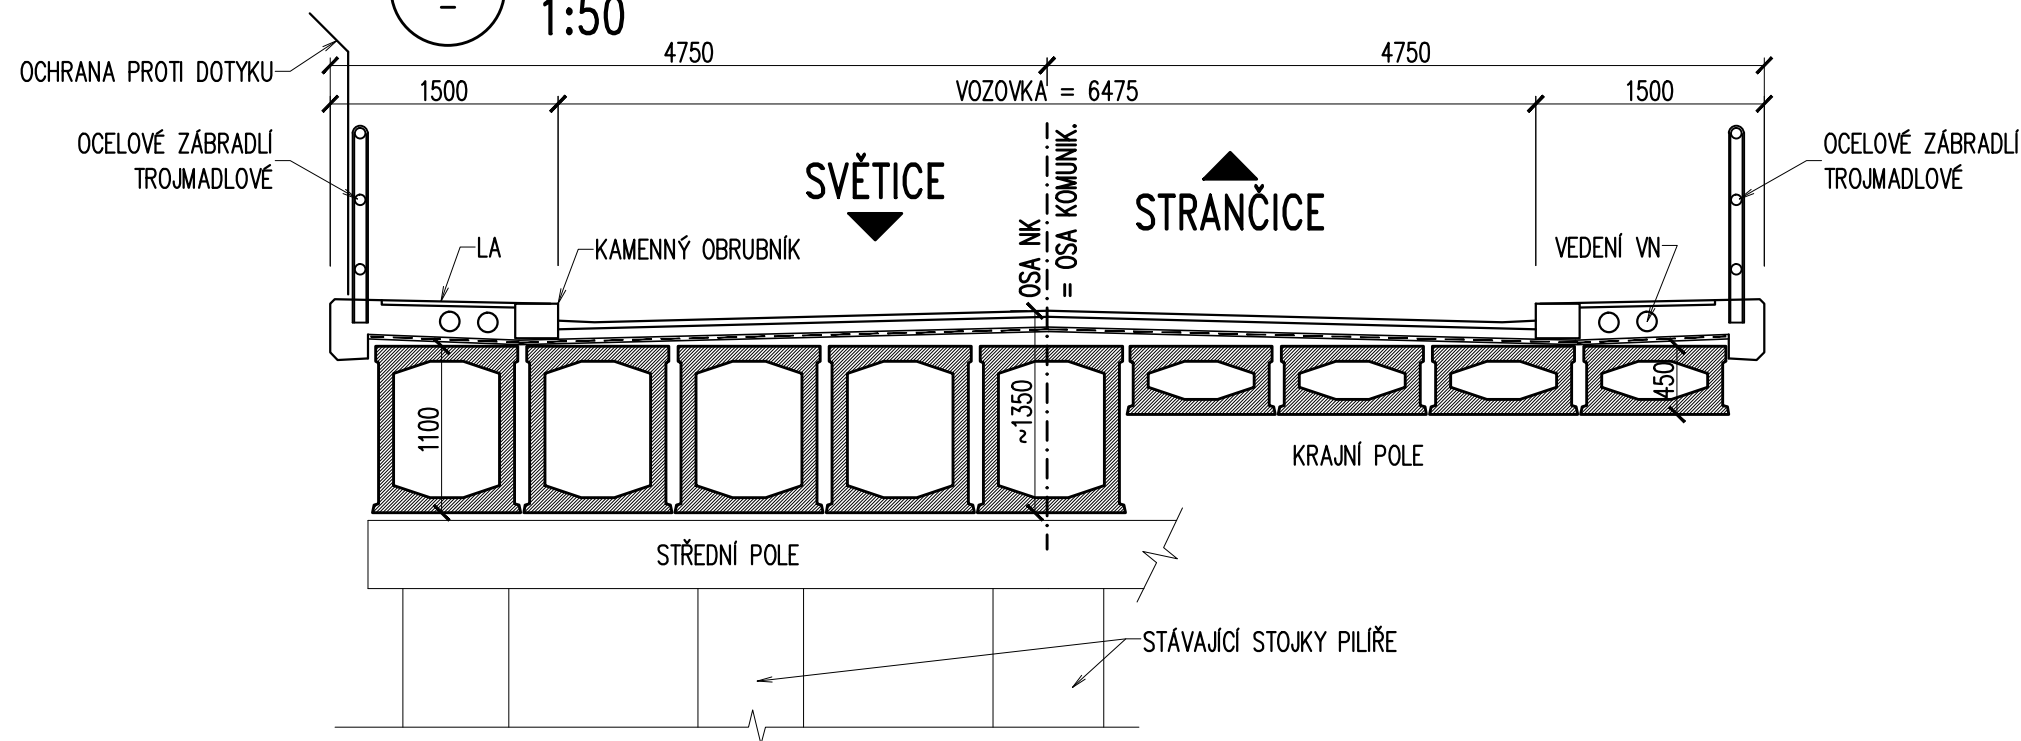 1:50
4750
4750
OCHRANA PROTI DOTYKU
1500
VOZOVKA = 6475
1500
OCELOVÉ ZÁBRADLÍ
TROJMADLOVÉ
OCELOVÉ ZÁBRADLÍ
TROJMADLOVÉ
SVĚTICE
STRANČICE
OSA NK
= OSA KOMUNIK.
LA
KAMENNÝ OBRUBNÍK
VEDENÍ VN
1100
~1350
450
KRAJNÍ POLE
STŘEDNÍ POLE
STÁVAJÍCÍ STOJKY PILÍŘE